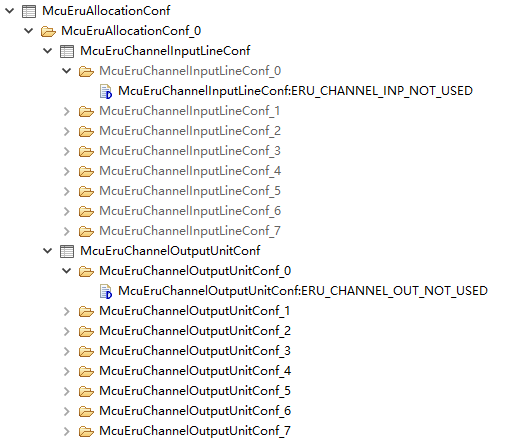 McuEruAllocationConf
McuEruAllocationConf_0
McuEruChannelInputLineConf
McuEruChannelInputLineConf_0
McuEruChannelInputLineConf:ERU_CHANNEL_INP_NOT_USED
McuEruChannelInputLineConf_1
McuEruChannelInputLineConf_2
McuEruChannelInputLineConf_3
McuEruChannelInputLineConf_4
McuEruChannelInputLineConf_5
McuEruChannelInputLineConf_6
McuEruChannelInputLineConf_7
McuEruChannelOutputUnitConf
McuEruChannelOutputUnitConf_0
McuEruChannelOutputUnitConf:ERU_CHANNEL_OUT_NOT_USED
McuEruChannelOutputUnitConf_1
McuEruChannelOutputUnitConf_2
McuEruChannelOutputUnitConf_3
McuEruChannelOutputUnitConf_4
McuEruChannelOutputUnitConf_5
McuEruChannelOutputUnitConf_6
McuEruChannelOutputUnitConf_7